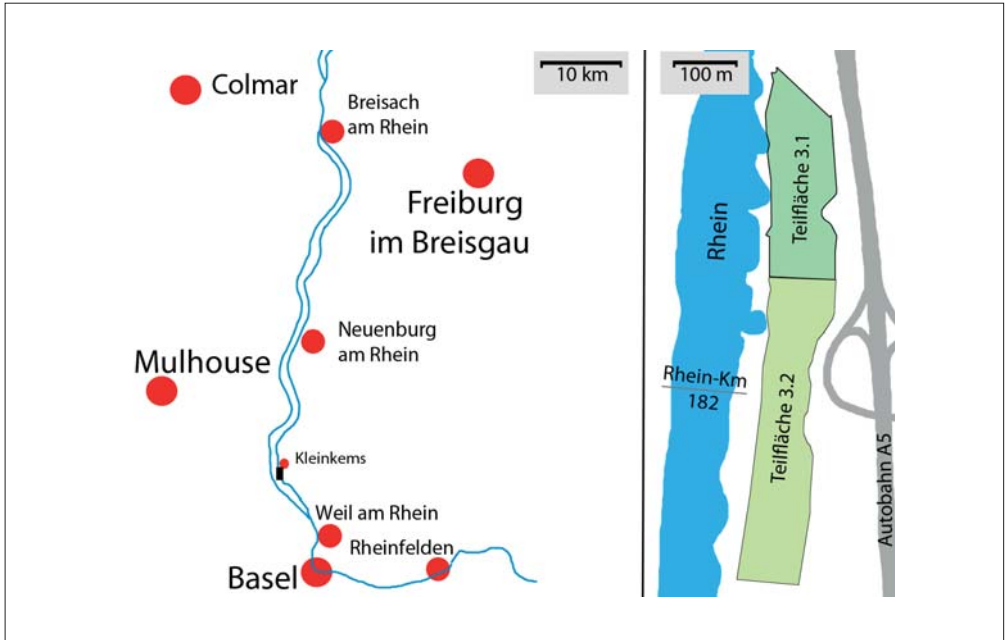 Colmar
Breisach
am Rhein
Freiburg
im Breisgau
Neuenburg
am Rhein
Mulhouse
Kleinkems
Weil am Rhein
Rheinfelden
Basel
10 km
100 m
Teilfläche 3.1
Rhein
Rhein-Km
182
Teilfläche 3.2
Autobahn A5